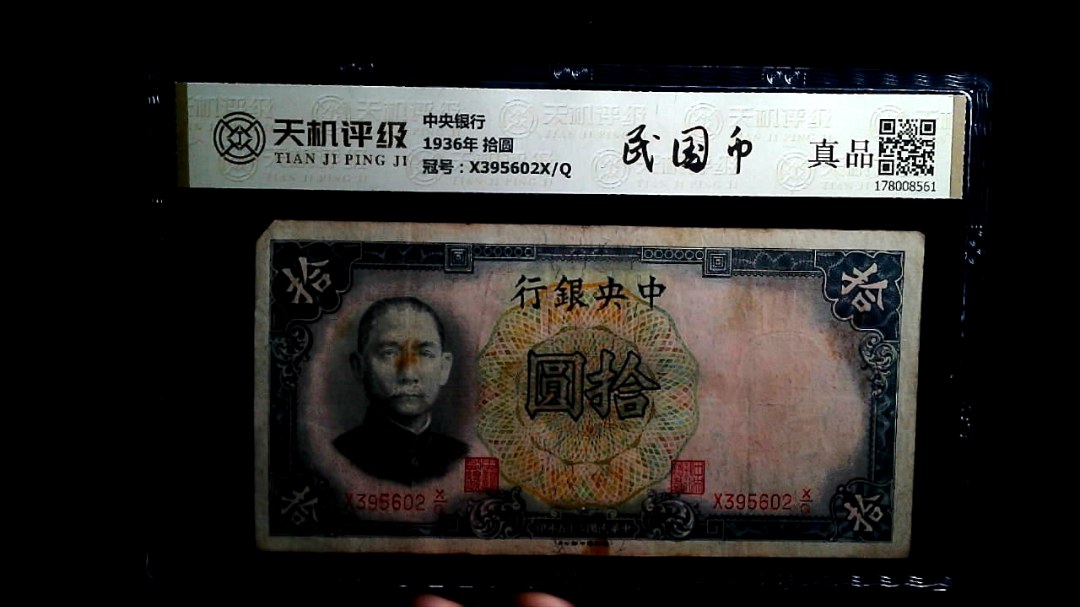 天机评级
TIAN JI PING JI
中央银行
1936年 拾圆
冠号：X395602X/Q
民国币
真品
178008561
拾
拾
行銀央中
圓拾
X395602 X/Q
X395602 X/Q
拾
拾